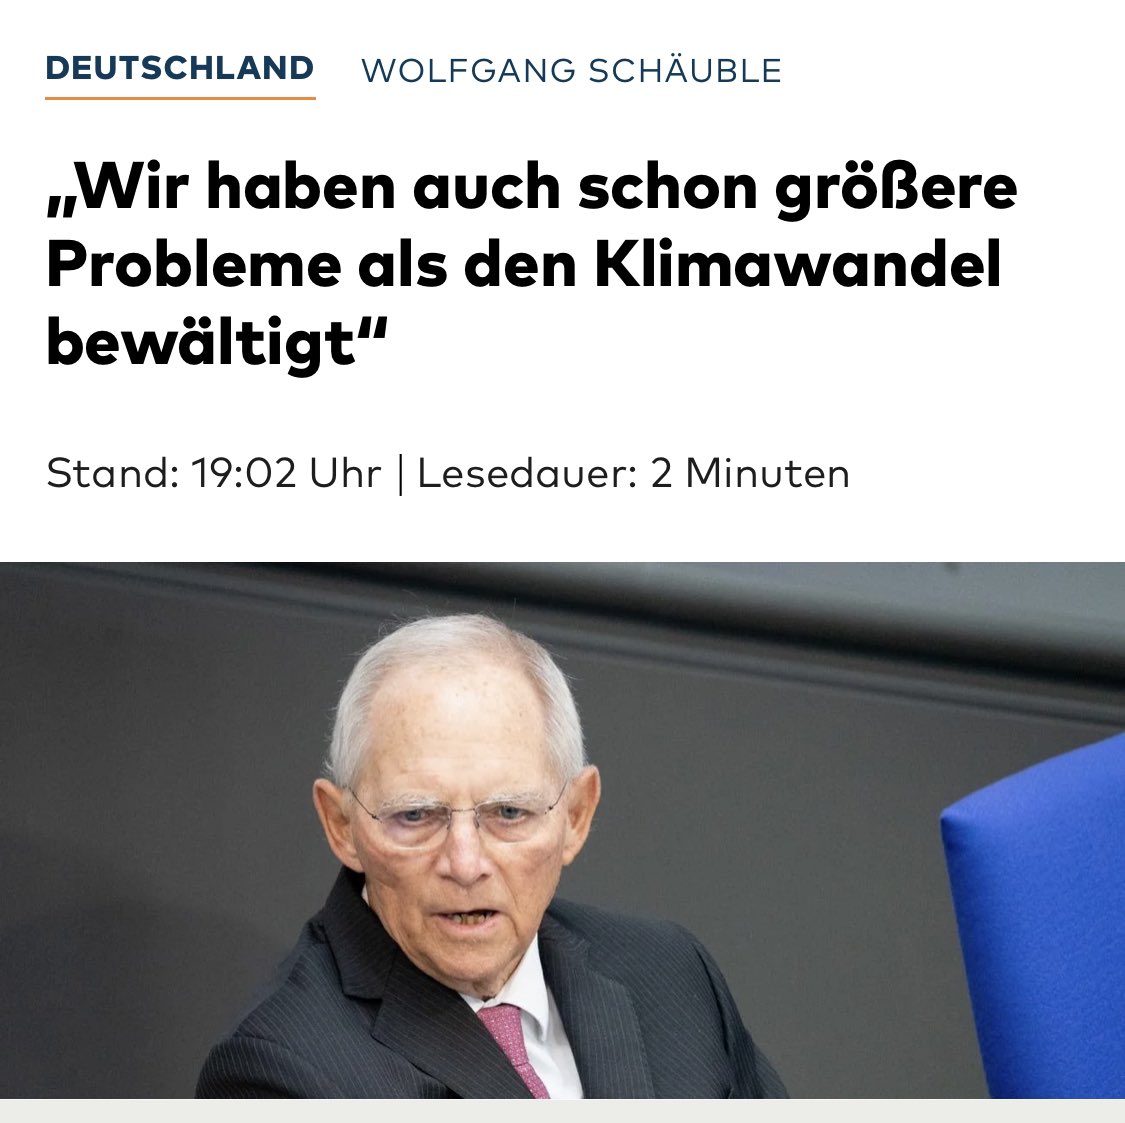 DEUTSCHLAND WOLFGANG SCHÄUBLE
„Wir haben auch schon größere
Probleme als den Klimawandel
bewältigt“
Stand: 19:02 Uhr | Lesedauer: 2 Minuten